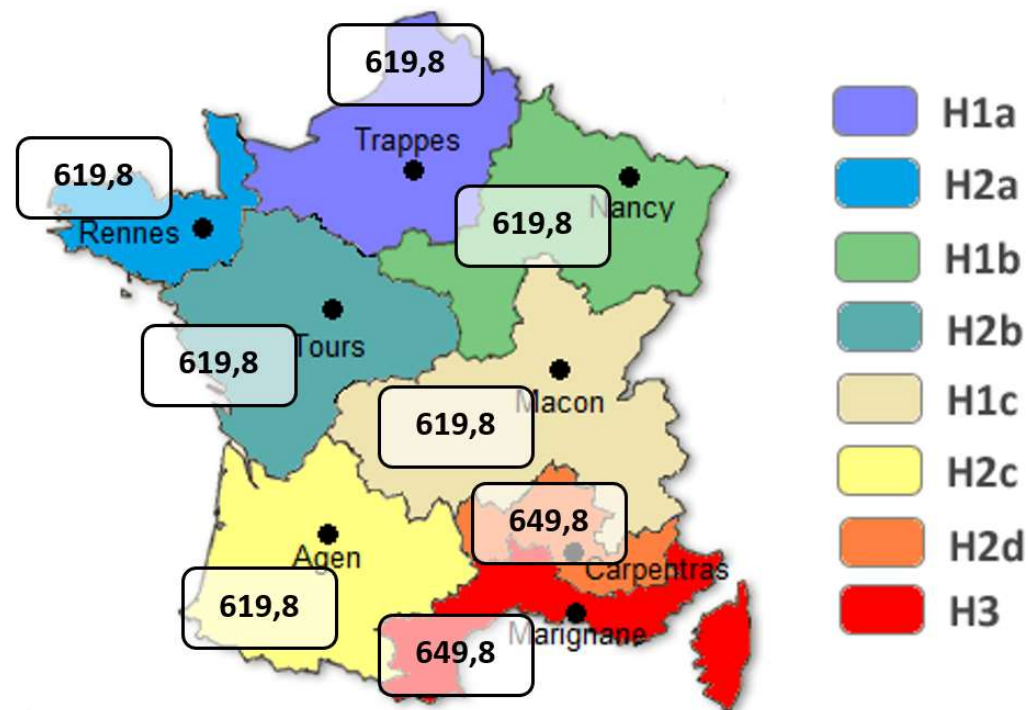 619,8
Trappes
619,8
Rennes
Nancy
619,8
Tours
619,8
Macon
619,8
649,8
Agen
Carpentras
619,8
Marignane
649,8
H1a
H2a
H1b
H2b
H1c
H2c
H2d
H3